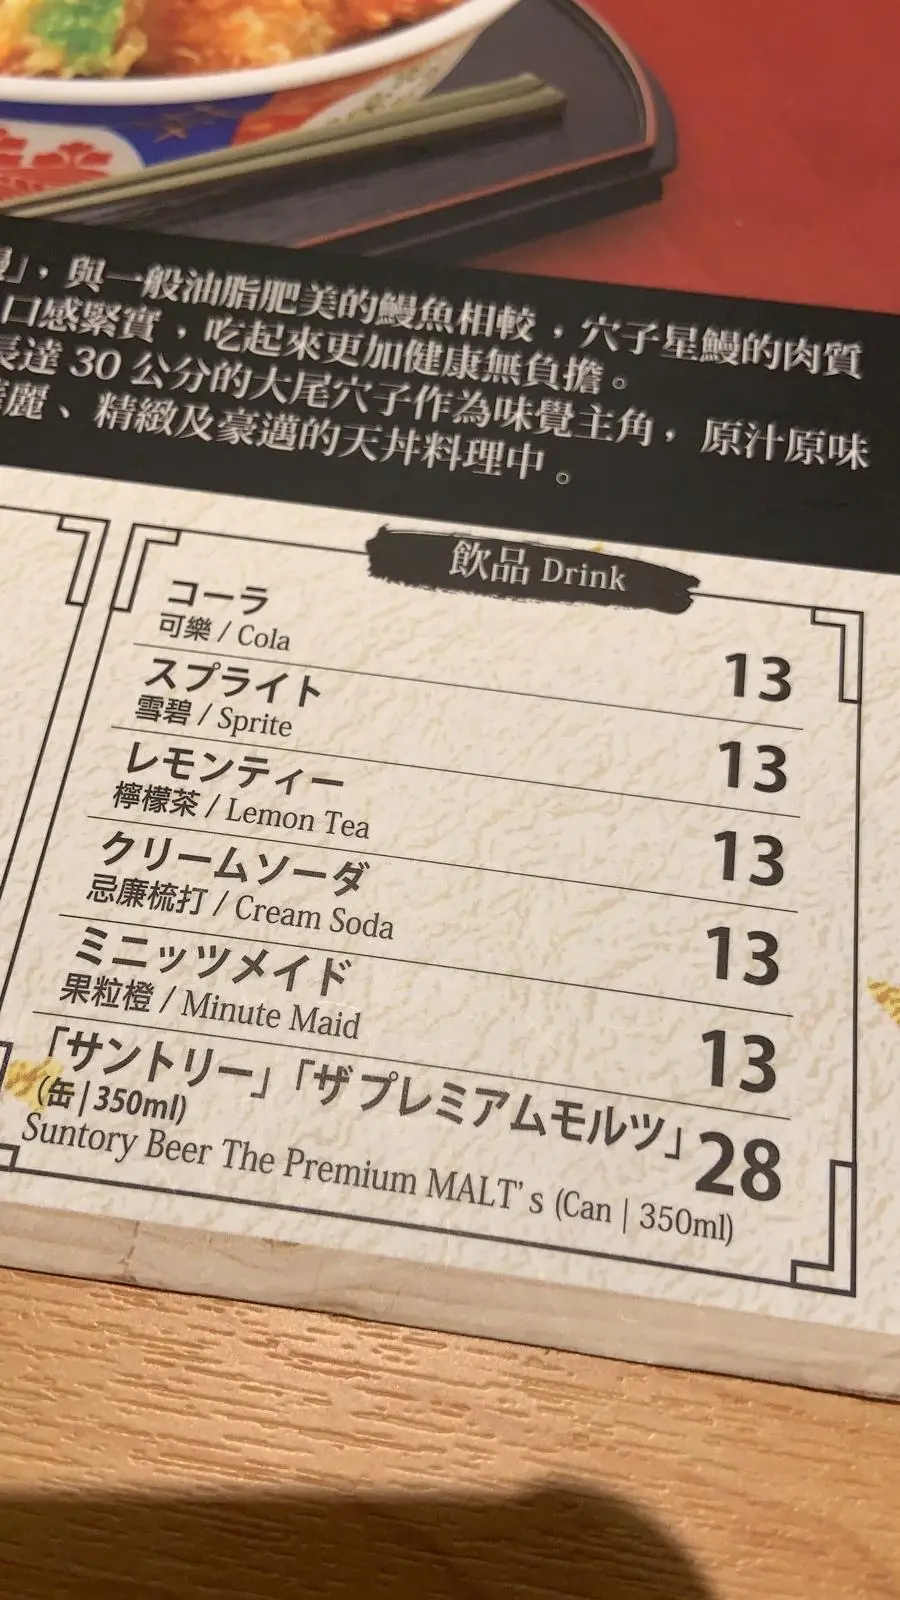 」，與一般油脂肥美的鰻魚相較，穴子星鰻的肉質
口感緊實，吃起來更加健康無負擔。
長達 30 公分的大尾穴子作為味覺主角，原汁原味
麗、精緻及豪邁的天丼料理中。
飲品 Drink
コーラ
可樂 / Cola
13
スプライト
雪碧 / Sprite
13
レモンティー
檸檬茶 / Lemon Tea
13
クリームソーダ
忌廉梳打 / Cream Soda
13
ミニッツメイド
果粒橙 / Minute Maid
13
「サントリー」「ザ プレミアムモルツ」
(缶 | 350ml)
28
Suntory Beer The Premium MALT's (Can | 350ml)